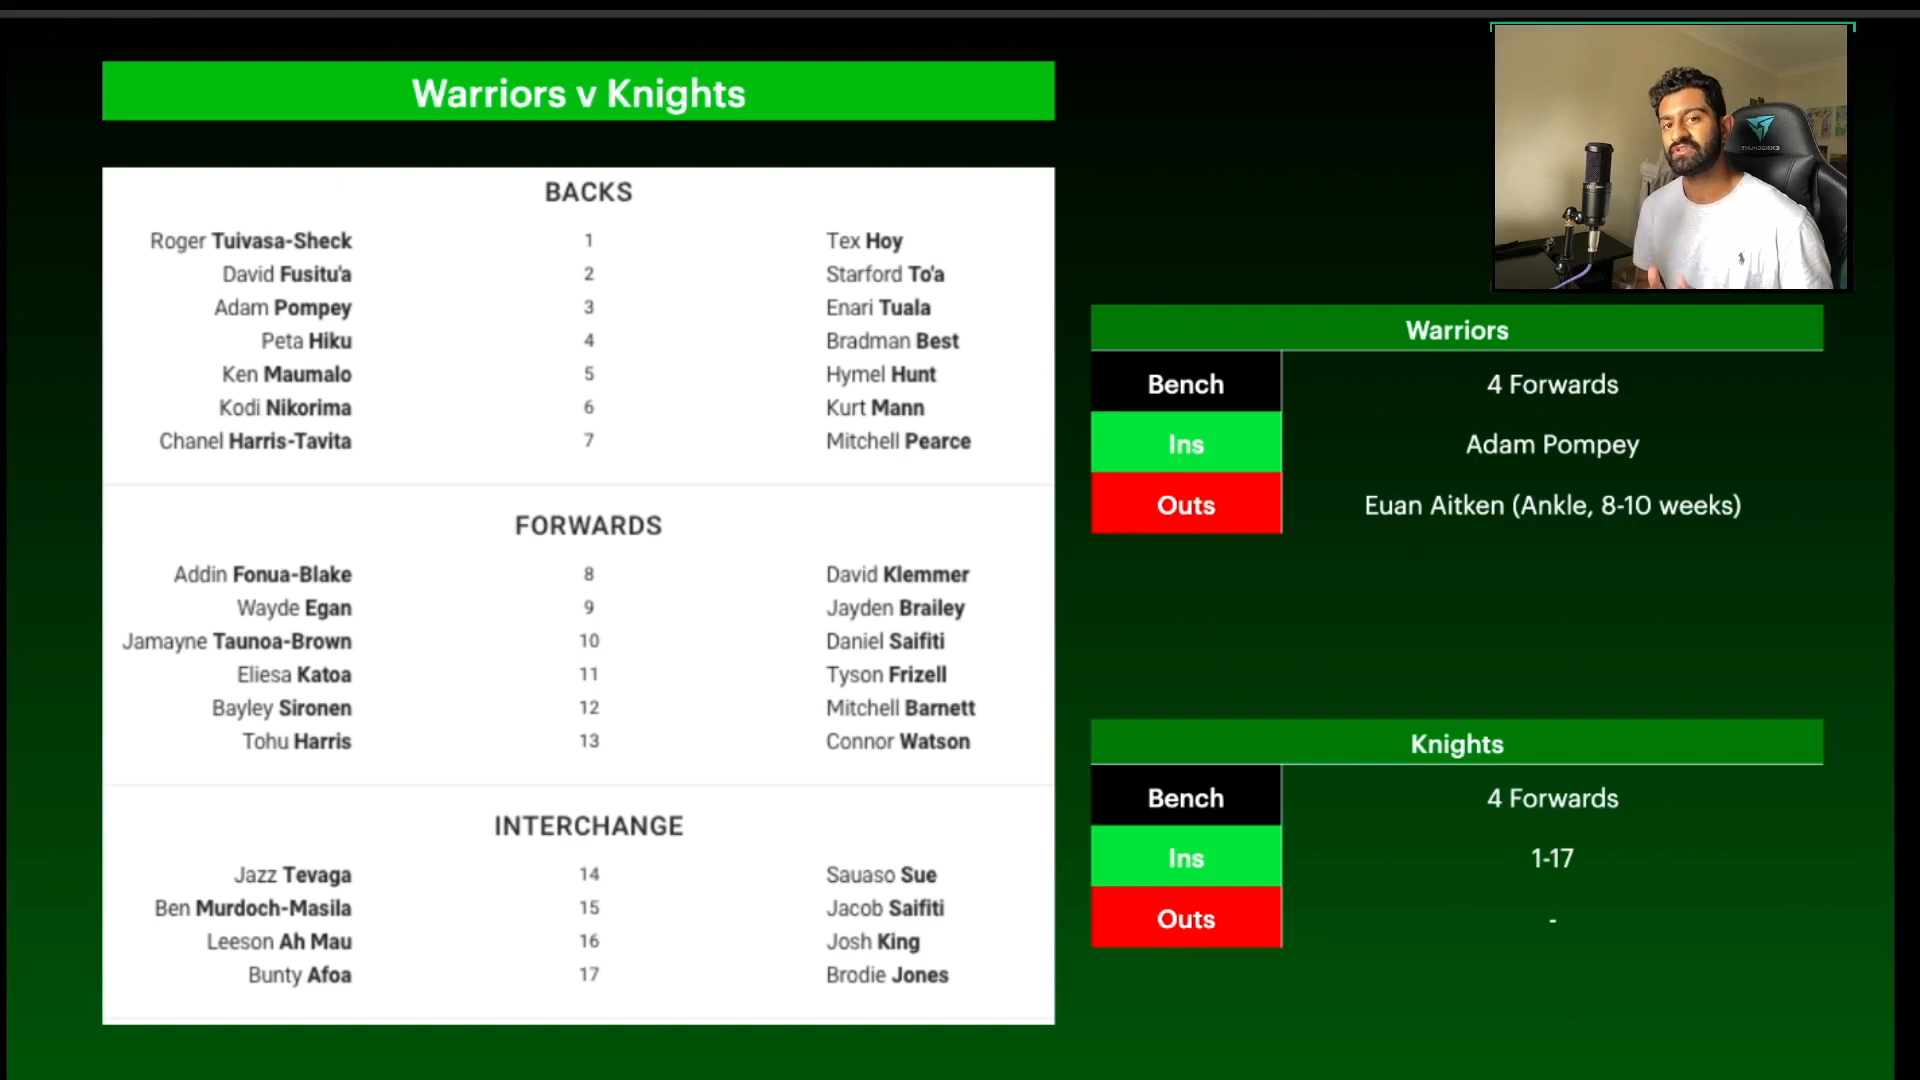 Warriors v Knights
BACKS
Roger Tuivasa-Sheck 1 Tex Hoy
David Fusitu'a 2 Starford To'a
Adam Pompey 3 Enari Tuala
Peta Hiku 4 Bradman Best
Ken Maumalo 5 Hymel Hunt
Kodi Nikorima 6 Kurt Mann
Chanel Harris-Tavita 7 Mitchell Pearce
FORWARDS
Addin Fonua-Blake 8 David Klemmer
Wayde Egan 9 Jayden Brailey
Jamayne Taunoa-Brown 10 Daniel Saifiti
Eliesa Katoa 11 Tyson Frizell
Bayley Sironen 12 Mitchell Barnett
Tohu Harris 13 Connor Watson
INTERCHANGE
Jazz Tevaga 14 Sauaso Sue
Ben Murdoch-Masila 15 Jacob Saifiti
Leeson Ah Mau 16 Josh King
Bunty Afoa 17 Brodie Jones
THUNDERX3
Warriors
Bench 4 Forwards
Ins Adam Pompey
Outs Euan Aitken (Ankle, 8-10 weeks)
Knights
Bench 4 Forwards
Ins 1-17
Outs -